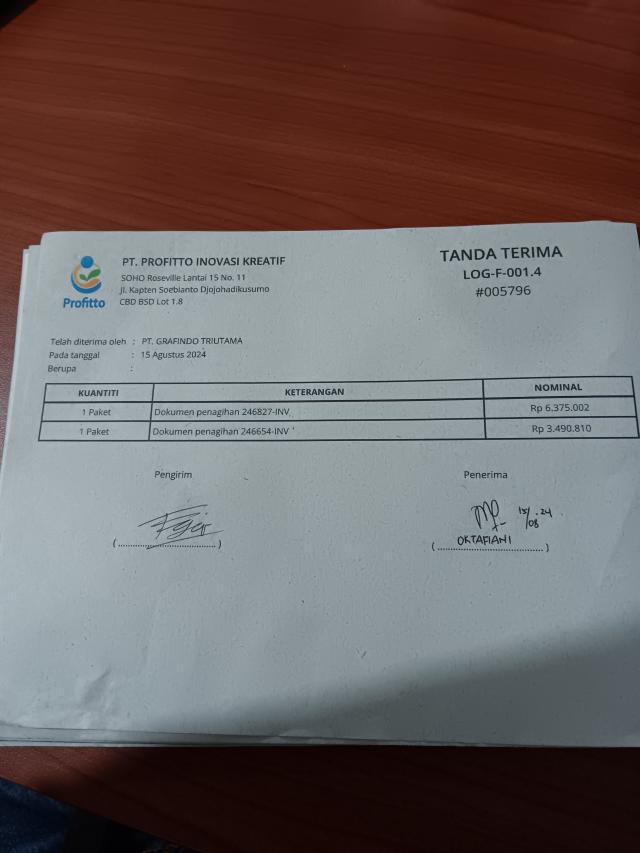 Profitto
PT. PROFITTO INOVASI KREATIF
SOHO Roseville Lantai 15 No. 11
Jl. Kapten Soebianto Djojohadikusumo
CBD BSD Lot 1.8
TANDA TERIMA
LOG-F-001.4
#005796
Telah diterima oleh : PT. GRAFINDO TRIUTAMA
Pada tanggal : 15 Agustus 2024
Berupa :
KUANTITI KETERANGAN NOMINAL
1 Paket Dokumen penagihan 246827-INV Rp 6.375.002
1 Paket Dokumen penagihan 246654-INV Rp 3.490.810
Pengirim Penerima
15/08.24
(..............................) OKTAFIANI (..............................)